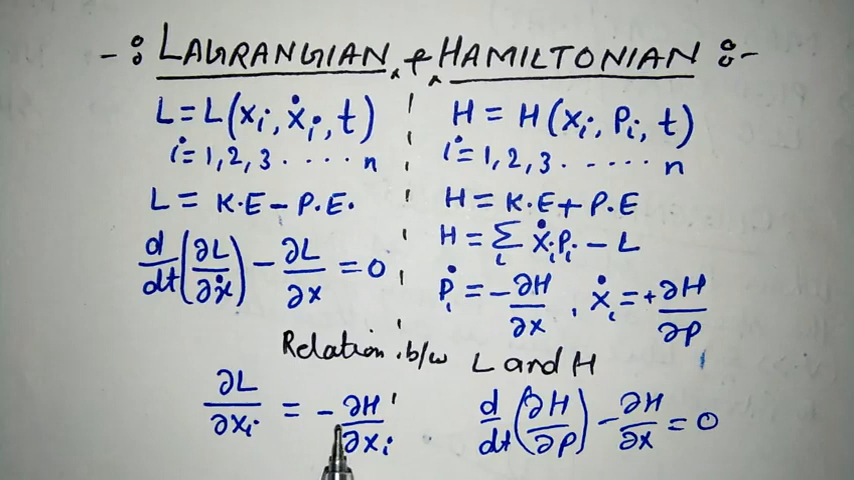 -: LAGRANGIAN & HAMILTONIAN :-
L = L(xᵢ, ẋᵢ, t)
i = 1, 2, 3 ..... n
L = K.E - P.E.
d/dt (∂L/∂ẋ) - ∂L/∂x = 0
H = H(xᵢ, Pᵢ, t)
i = 1, 2, 3 ..... n
H = K.E + P.E
H = Σᵢ ẋᵢPᵢ - L
Ṗᵢ = -∂H/∂x , ẋᵢ = +∂H/∂P
Relation b/w L and H
∂L/∂xᵢ = - ∂H/∂xᵢ
d/dt (∂H/∂P) - ∂H/∂x = 0